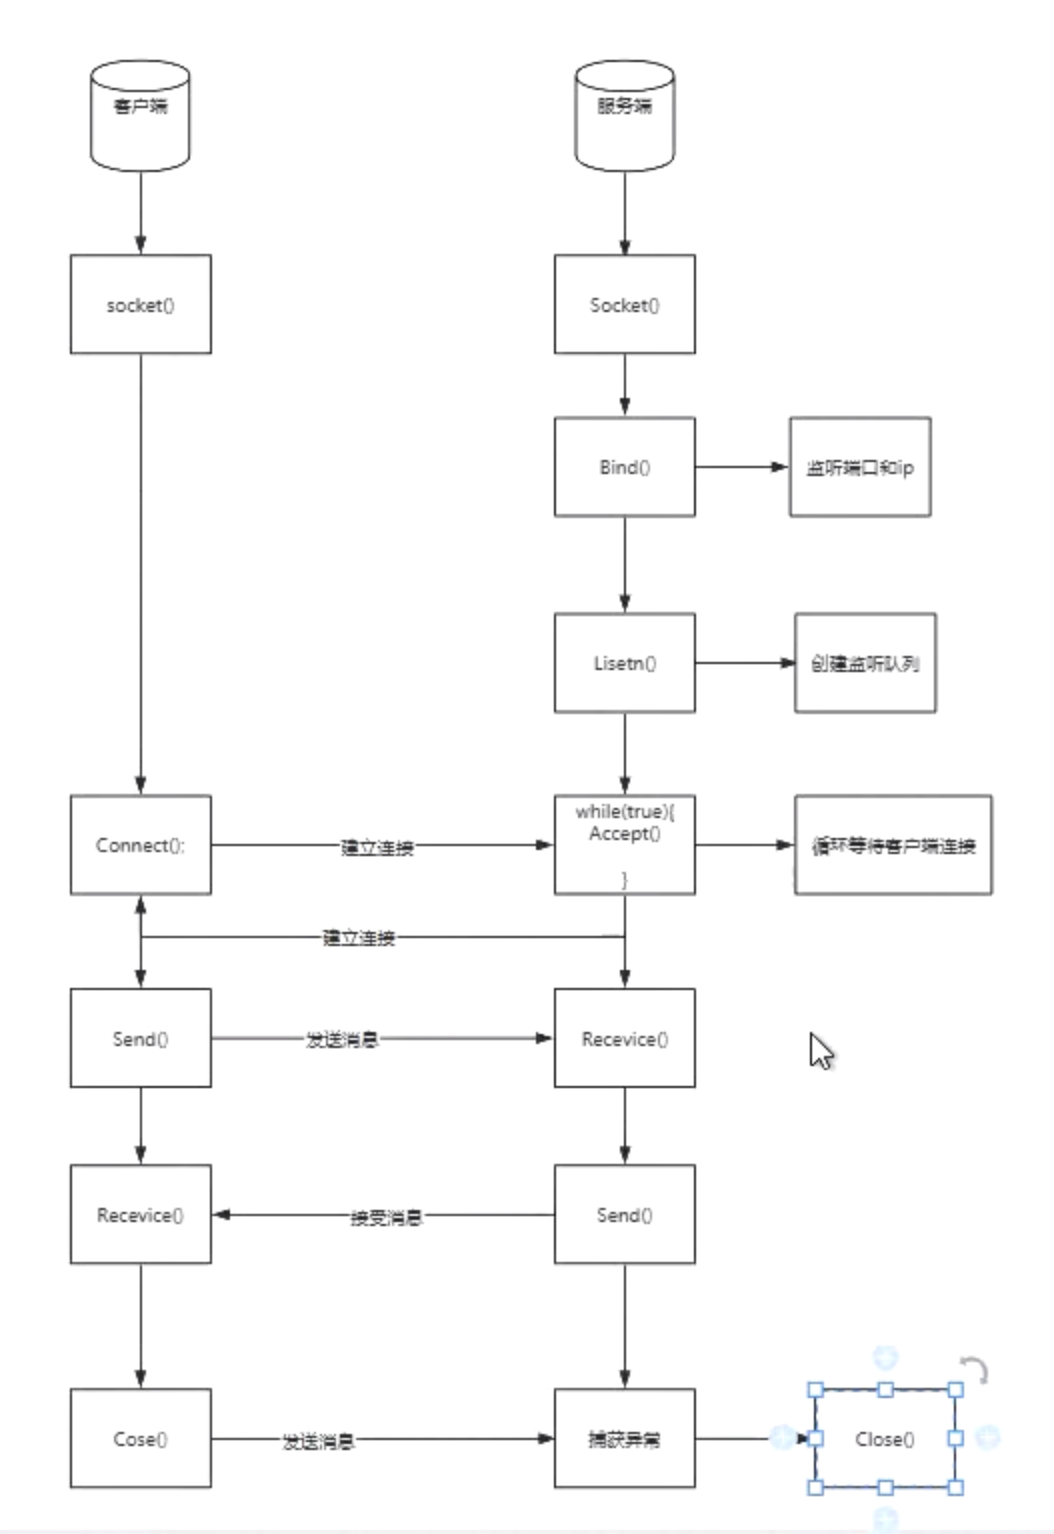 客户端
服务端
socket()
Socket()
Bind()
监听端口和ip
Lisetn()
创建监听队列
Connect():
建立连接
while(true){
Accept()
}
循环等待客户端连接
建立连接
Send()
发送消息
Recevice()
Recevice()
接受消息
Send()
Cose()
发送消息
捕获异常
Close()